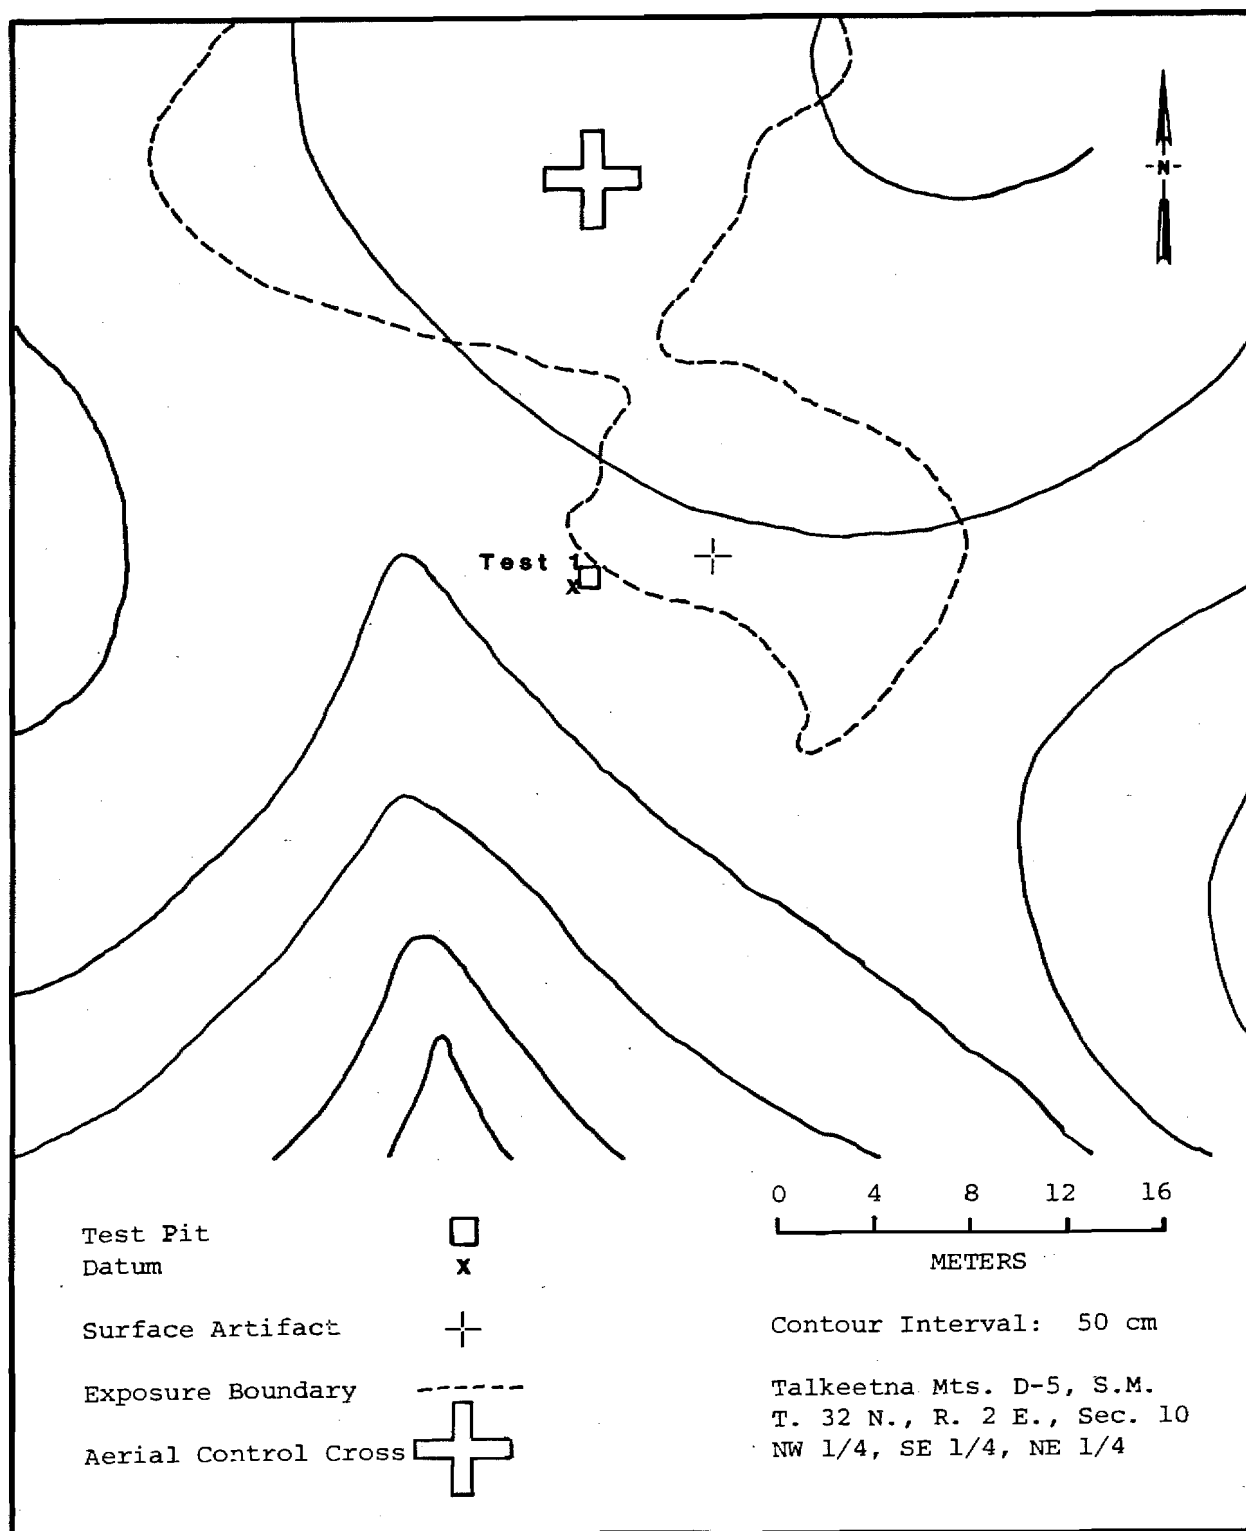 N
Test 1
X
0 4 8 12 16
METERS
Test Pit
Datum x
Surface Artifact
Exposure Boundary
Aerial Control Cross
Contour Interval: 50 cm
Talkeetna Mts. D-5, S.M.
T. 32 N., R. 2 E., Sec. 10
NW 1/4, SE 1/4, NE 1/4